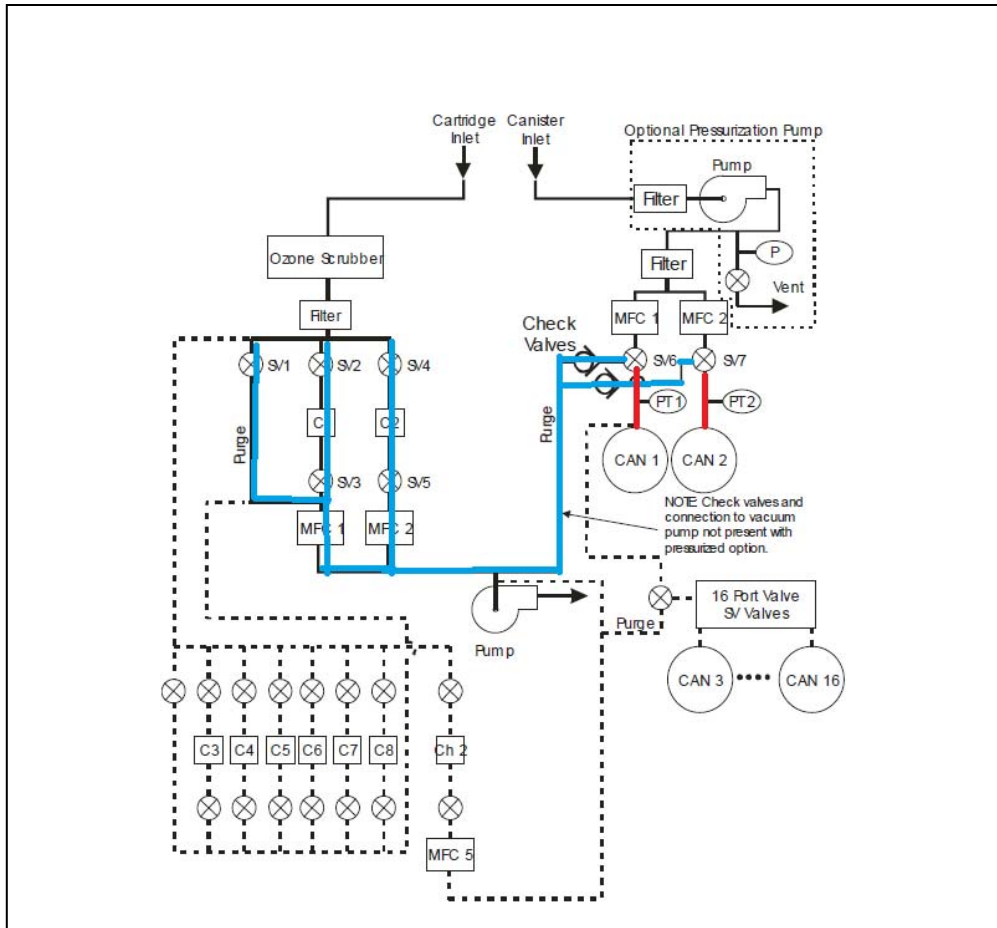 Cartridge
Inlet
Canister
Inlet
Optional Pressurization Pump
Pump
Filter
P
Vent
Ozone Scrubber
Filter
Filter
MFC 1
MFC 2
Check
Valves
SV1
SV2
SV4
SV6
SV7
PT1
PT2
Purge
C
C2
Purge
CAN 1
CAN 2
SV3
SV5
MFC 1
MFC 2
NOTE: Check valves and
connection to vacuum
pump not present with
pressurized option.
Pump
Purge
16 Port Valve
SV Valves
CAN 3
CAN 16
C3
C4
C5
C6
C7
C8
Ch 2
MFC 5